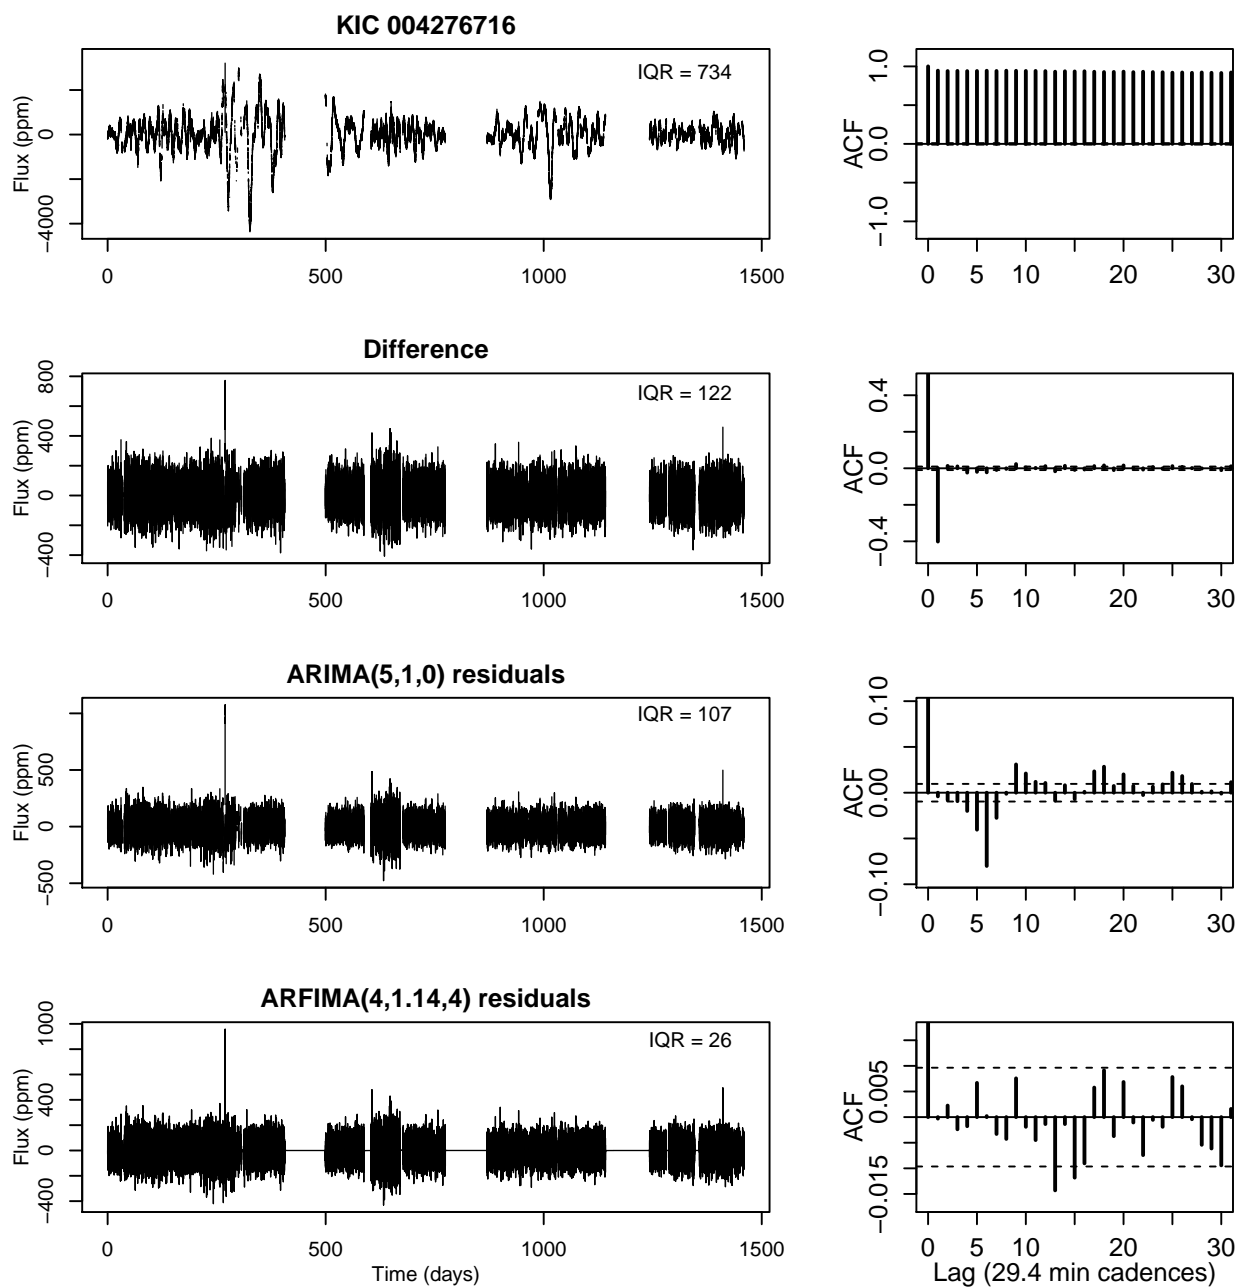 KIC 004276716
IQR = 734
Flux (ppm)
0
−4000
0 500 1000 1500
ACF
1.0
0.0
−1.0
0 5 10 20 30
Difference
IQR = 122
Flux (ppm)
800
400
0
−400
0 500 1000 1500
ACF
0.4
0.0
−0.4
0 5 10 20 30
ARIMA(5,1,0) residuals
IQR = 107
Flux (ppm)
500
0
−500
0 500 1000 1500
ACF
0.10
0.00
−0.10
0 5 10 20 30
ARFIMA(4,1.14,4) residuals
IQR = 26
Flux (ppm)
1000
400
0
−400
0 500 1000 1500
Time (days)
ACF
0.005
−0.015
0 5 10 20 30
Lag (29.4 min cadences)